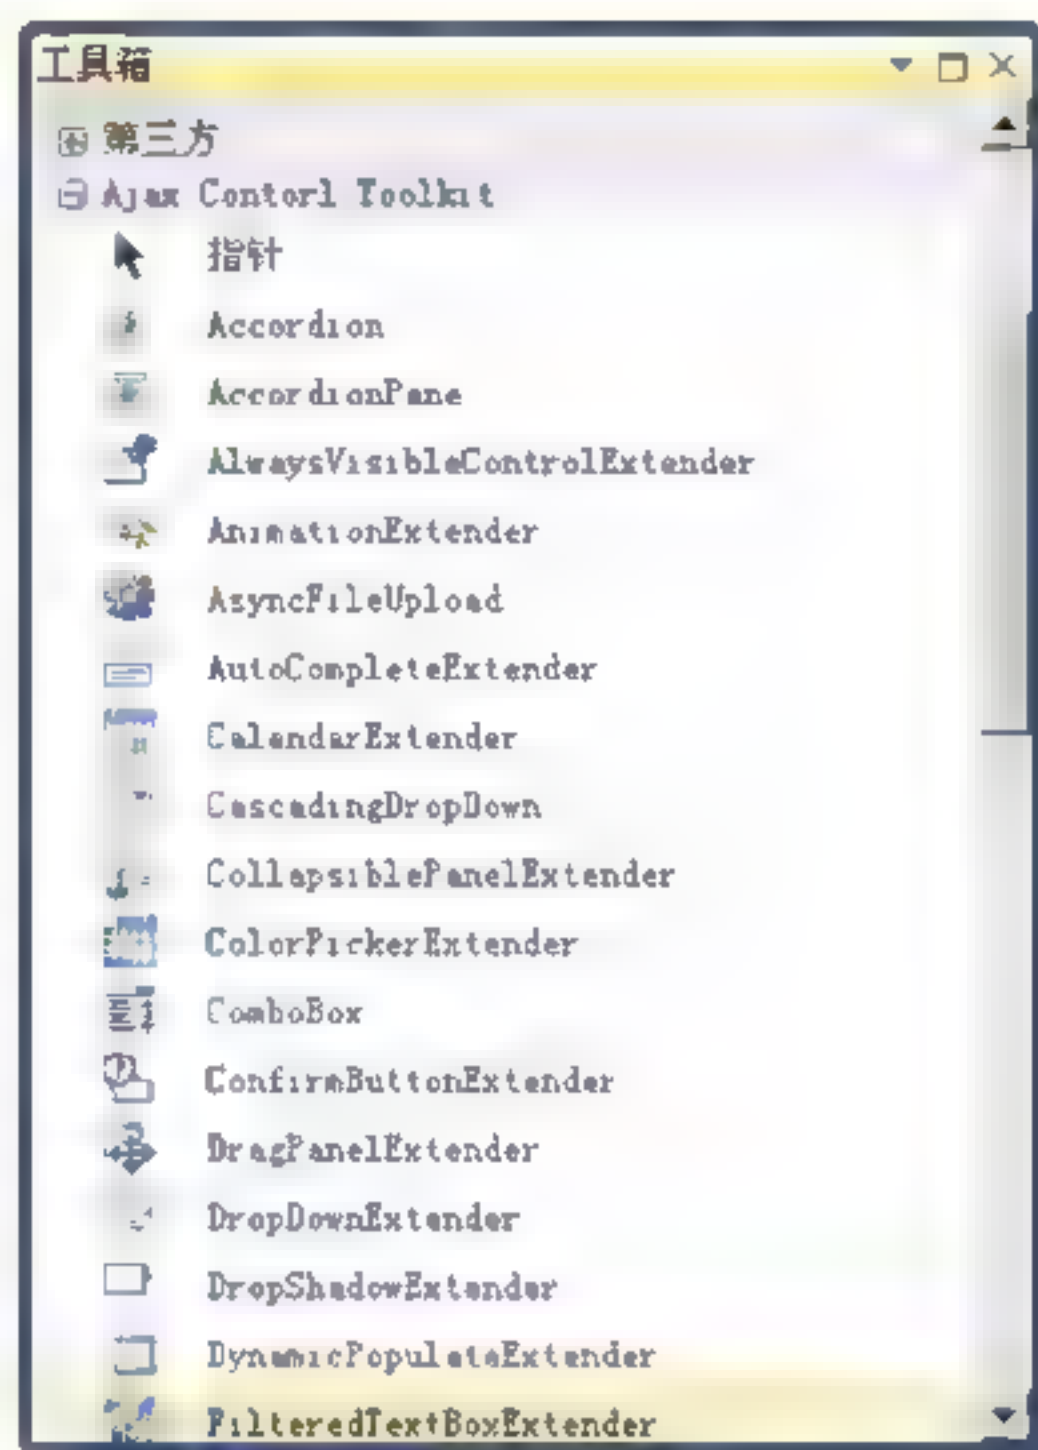 工具箱
第三方
Ajax Contorl Toolkit
指针
Accordion
AccordionPane
AlwaysVisibleControlExtender
AnimationExtender
AsyncFileUpload
AutoCompleteExtender
CalendarExtender
CascadingDropDown
CollapsiblePanelExtender
ColorPickerExtender
ComboBox
ConfirmButtonExtender
DragPanelExtender
DropDownExtender
DropShadowExtender
DynamicPopulateExtender
FilteredTextBoxExtender